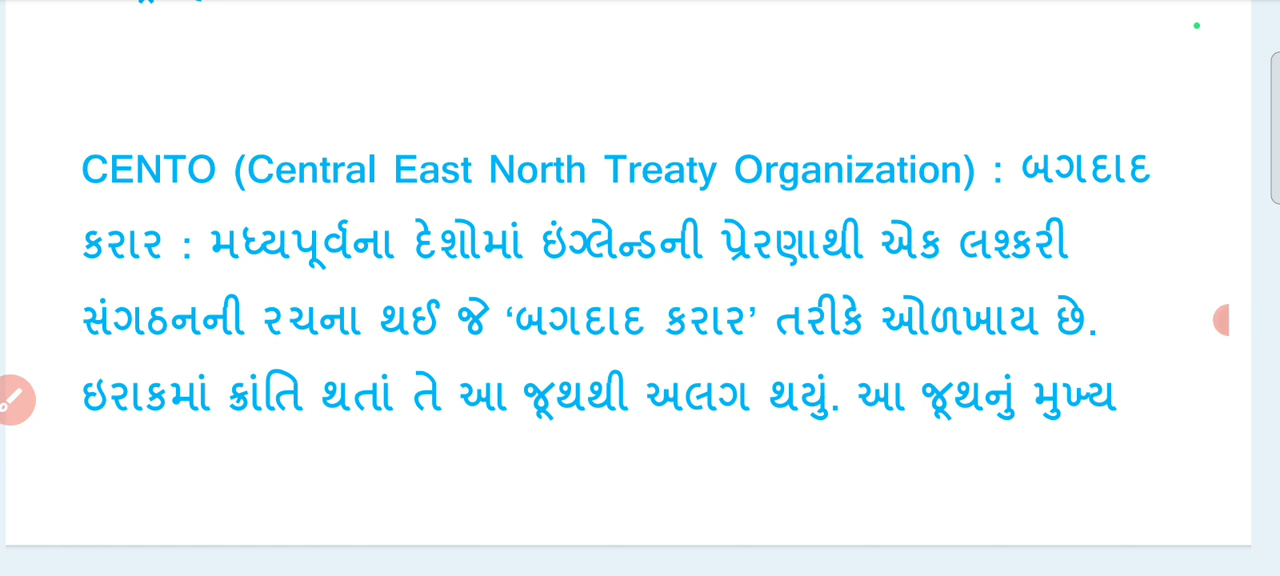 CENTO (Central East North Treaty Organization) : બગદાદ
કરાર : મધ્યપૂર્વના દેશોમાં ઇંગ્લેન્ડની પ્રેરણાથી એક લશ્કરી
સંગઠનની રચના થઈ જે ‘બગદાદ કરાર’ તરીકે ઓળખાય છે.
ઇરાકમાં ક્રાંતિ થતાં તે આ જૂથથી અલગ થયું. આ જૂથનું મુખ્ય